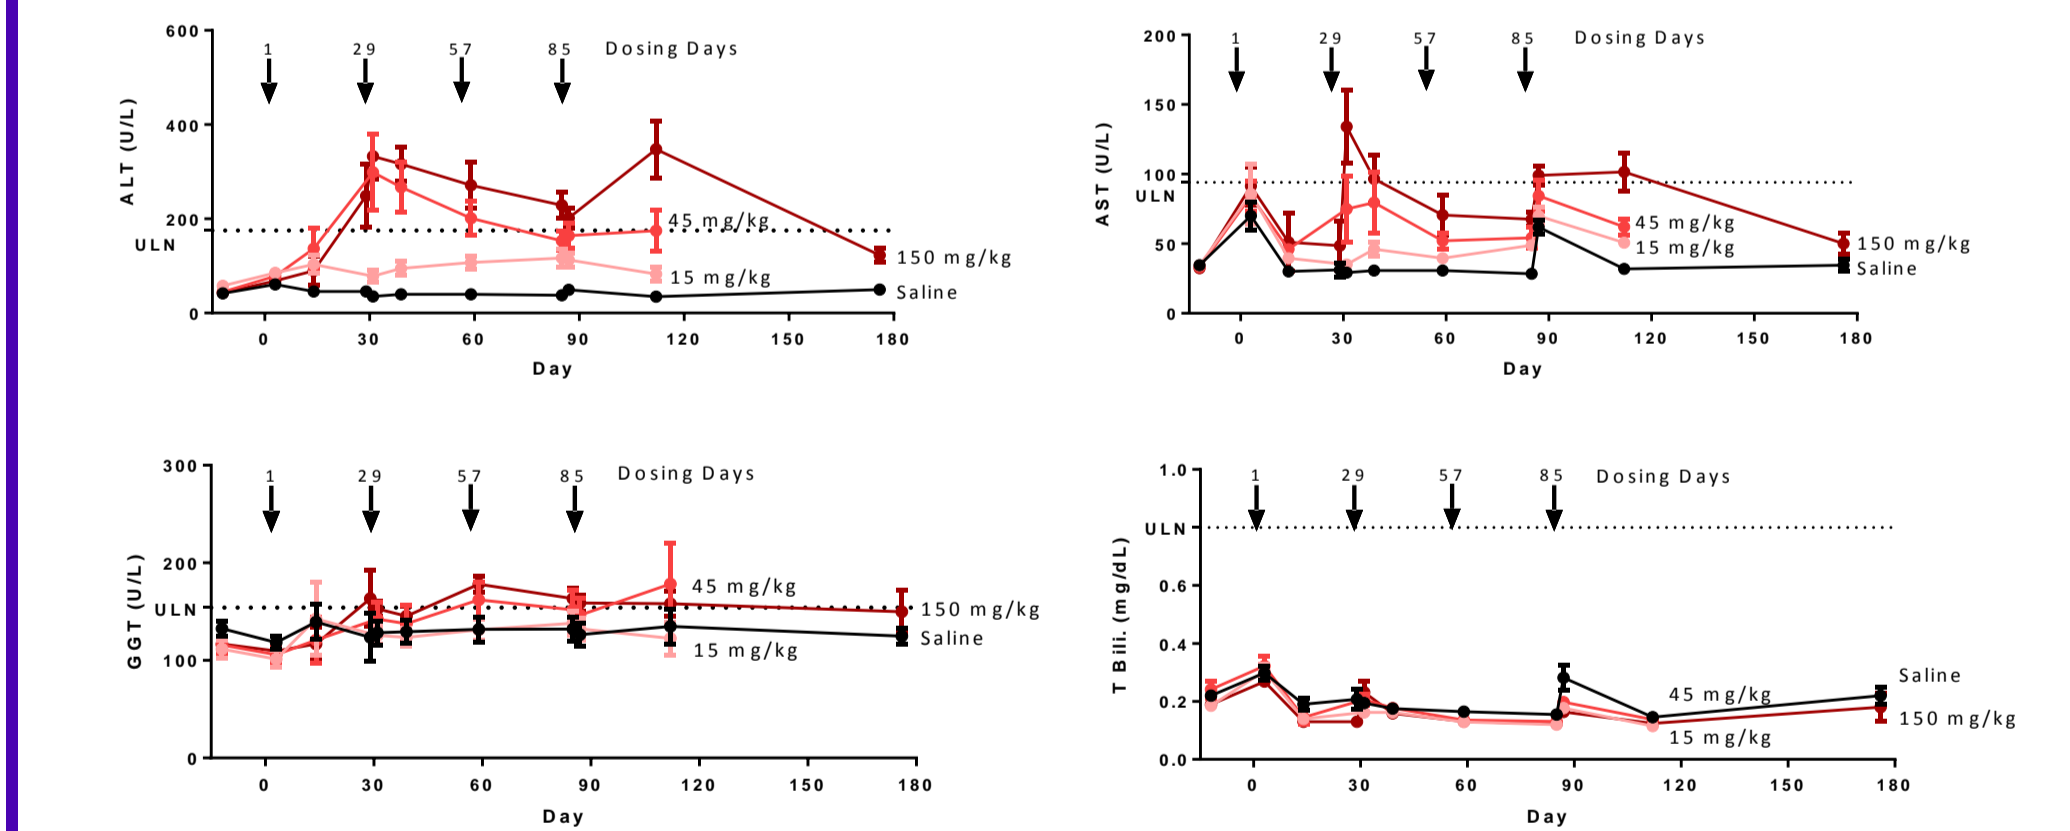 600
1
29
57
85
Dosing Days
400
ALT (U/L)
200
ULN
45 mg/kg
150 mg/kg
15 mg/kg
Saline
0
0 30 60 90 120 150 180
Day
200
1
29
57
85
Dosing Days
150
AST (U/L)
100
ULN
45 mg/kg
15 mg/kg
150 mg/kg
Saline
50
0
0 30 60 90 120 150 180
Day
300
1
29
57
85
Dosing Days
200
GGT (U/L)
ULN
45 mg/kg
150 mg/kg
Saline
15 mg/kg
100
0
0 30 60 90 120 150 180
Day
1.0
1
29
57
85
Dosing Days
ULN
T Bili. (mg/dL)
0.6
0.4
Saline
45 mg/kg
0.2
150 mg/kg
15 mg/kg
0.0
0 30 60 90 120 150 180
Day